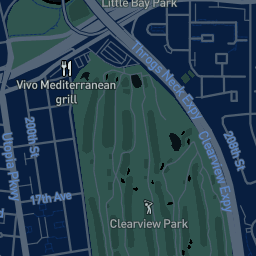 Little Bay Park
Throgs Neck Expy
Vivo Mediterranean
grill
200th St
Utopia Pkwy
Clearview Expy
208th St
17th Ave
Clearview Park